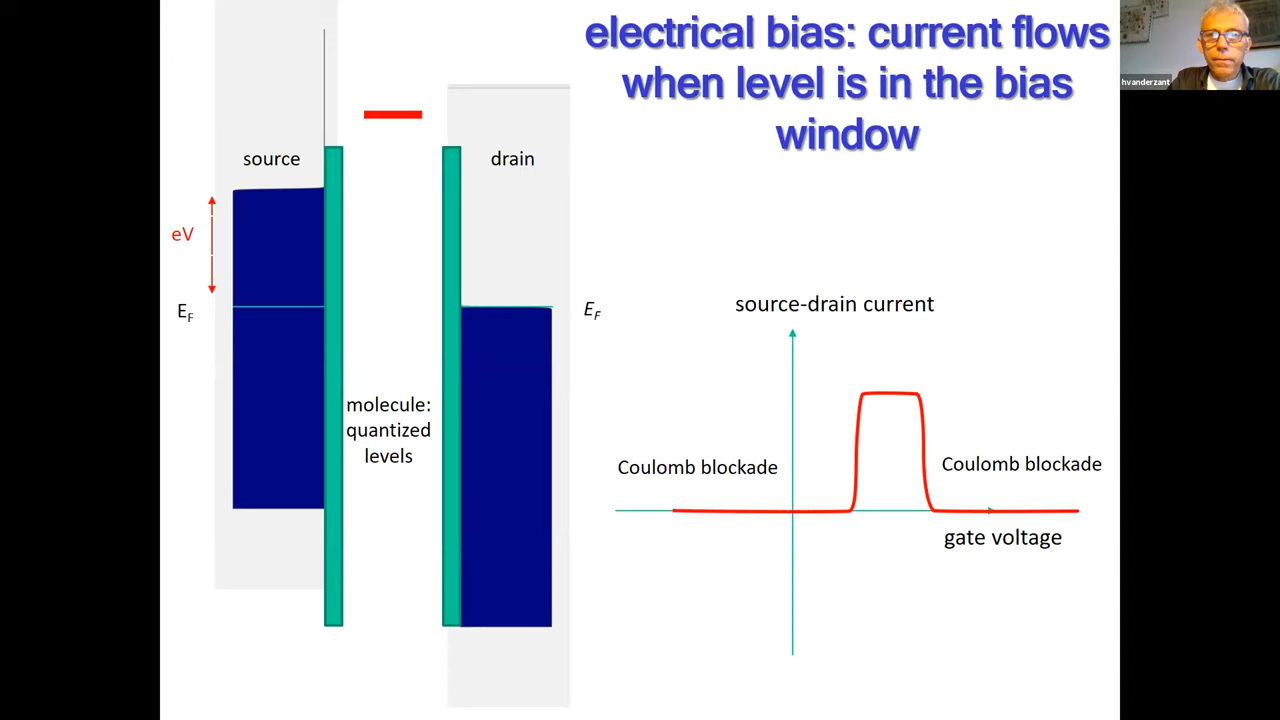 electrical bias: current flows
when level is in the bias
window
hvanderzant
source
drain
eV
E_F
E_F
molecule:
quantized
levels
source-drain current
Coulomb blockade
Coulomb blockade
gate voltage